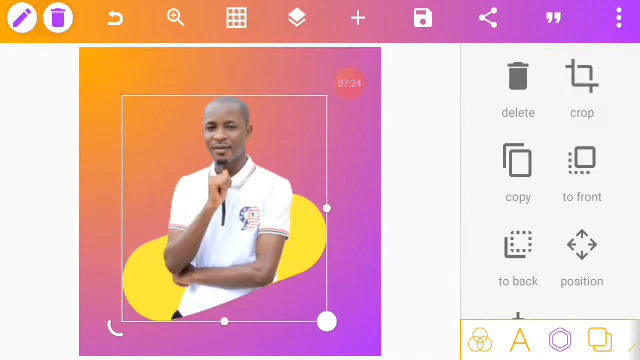 07:24
delete
crop
copy
to front
to back
position